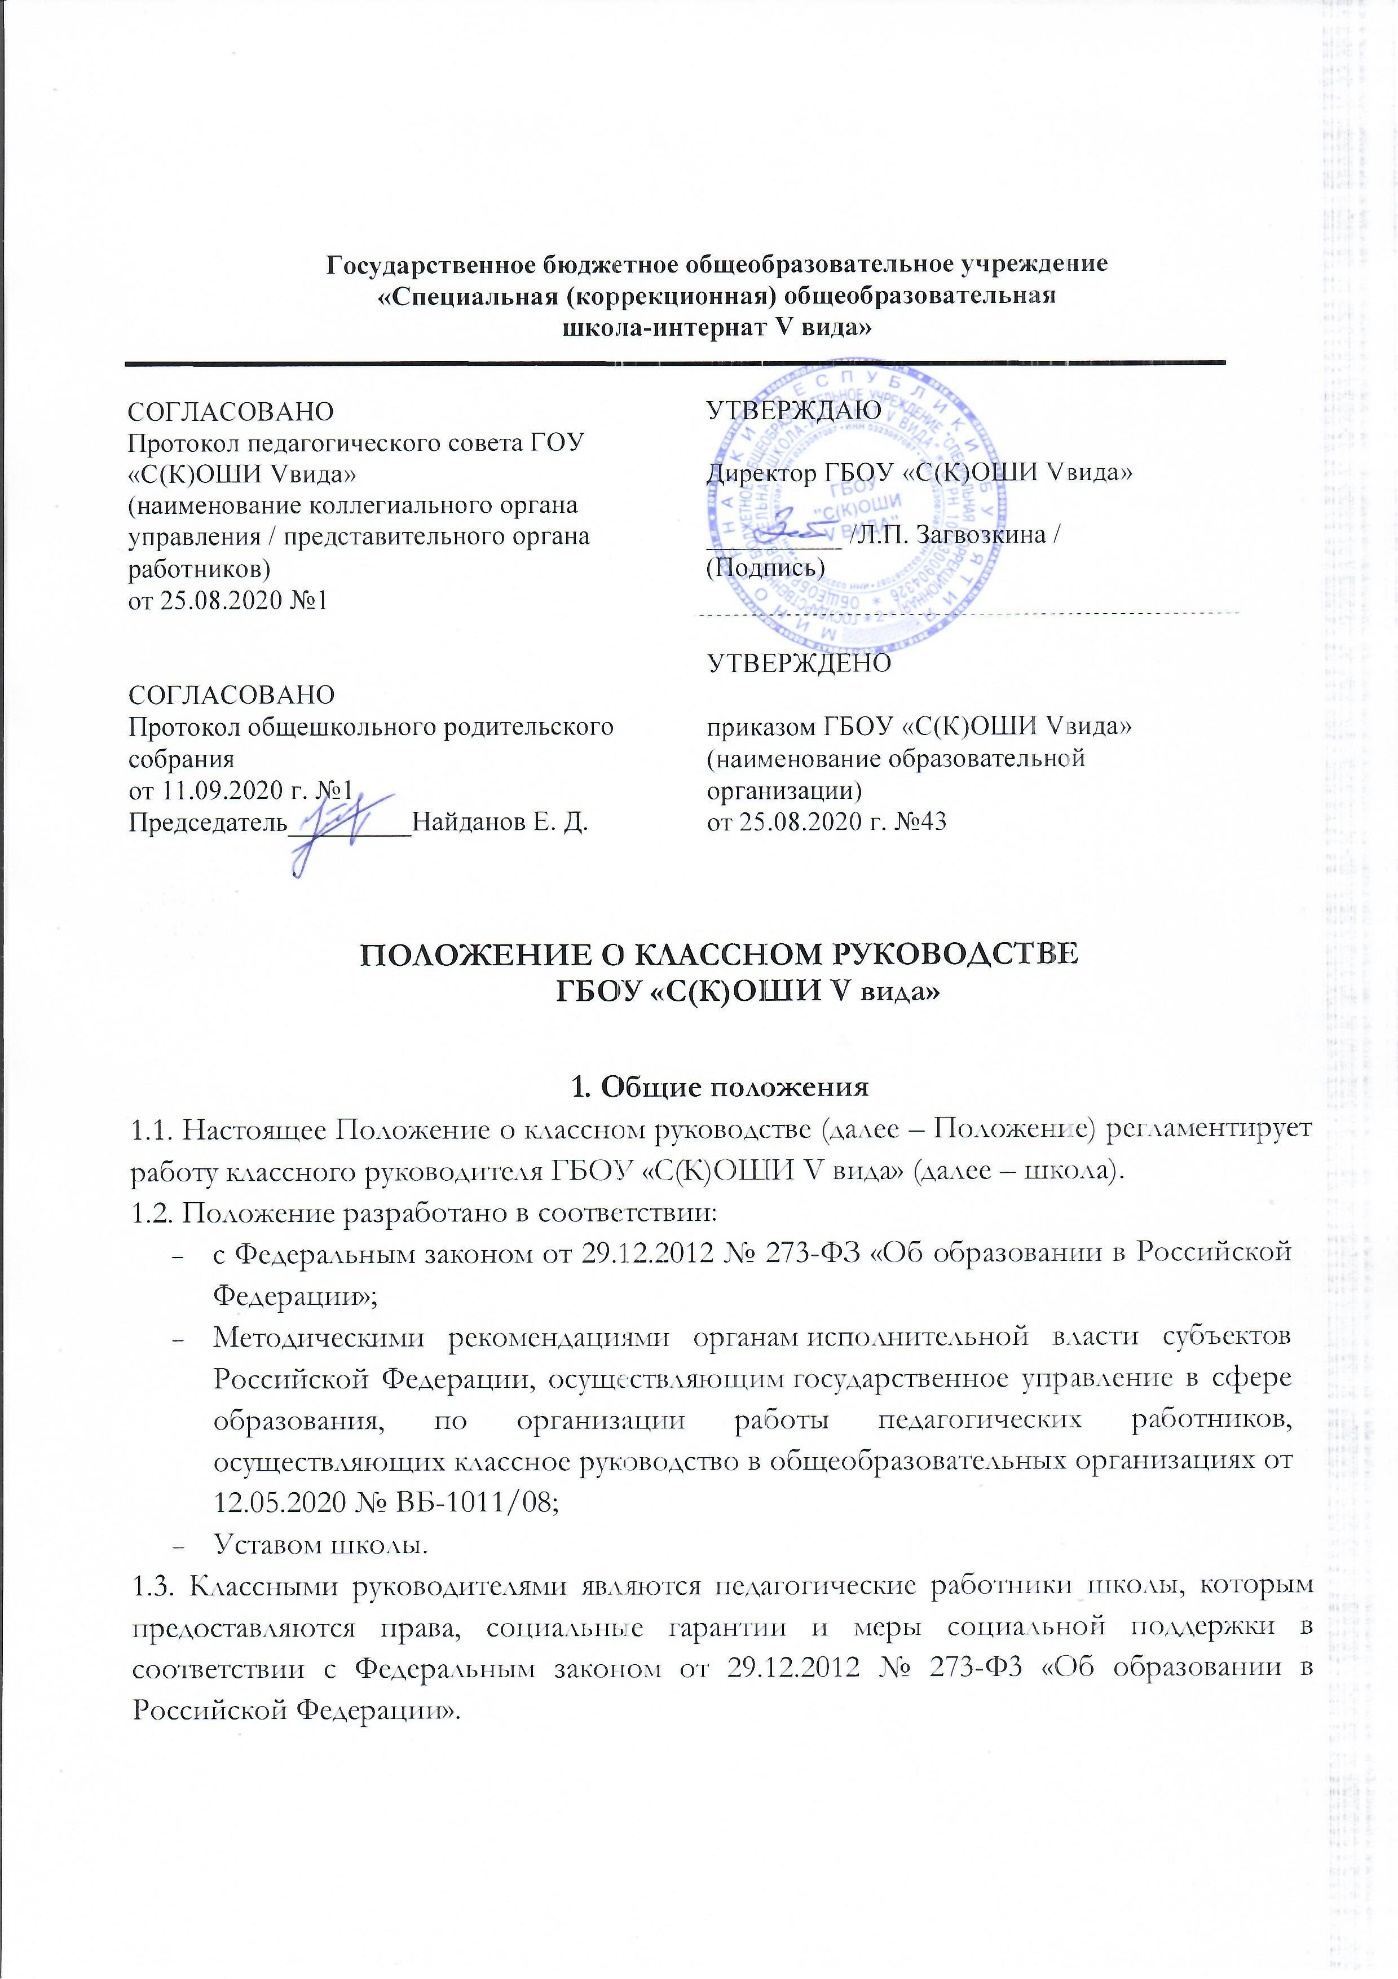 Государственное бюджетное общеобразовательное учреждение
«Специальная (коррекционная) общеобразовательная
школа-интернат V вида»
СОГЛАСОВАНО
Протокол педагогического совета ГОУ
«С(К)ОШИ Vвида»
(наименование коллегиального органа
управления / представительного органа
работников)
от 25.08.2020 №1
СОГЛАСОВАНО
Протокол общешкольного родительского
собрания
от 11.09.2020 г. №1
Председатель_________Найданов Е. Д.
УТВЕРЖДАЮ
Директор ГБОУ «С(К)ОШИ Vвида»
__________ /Л.П. Загвозкина /
(Подпись)
ГБОУ
"С(К)ОШИ
V ВИДА"
УТВЕРЖДЕНО
приказом ГБОУ «С(К)ОШИ Vвида»
(наименование образовательной
организации)
от 25.08.2020 г. №43
ПОЛОЖЕНИЕ О КЛАССНОМ РУКОВОДСТВЕ
ГБОУ «С(К)ОШИ V вида»
1. Общие положения
1.1. Настоящее Положение о классном руководстве (далее – Положение) регламентирует
работу классного руководителя ГБОУ «С(К)ОШИ V вида» (далее – школа).
1.2. Положение разработано в соответствии:
– с Федеральным законом от 29.12.2012 № 273-ФЗ «Об образовании в Российской
Федерации»;
– Методическими рекомендациями органам исполнительной власти субъектов
Российской Федерации, осуществляющим государственное управление в сфере
образования, по организации работы педагогических работников,
осуществляющих классное руководство в общеобразовательных организациях от
12.05.2020 № ВБ-1011/08;
– Уставом школы.
1.3. Классными руководителями являются педагогические работники школы, которым
предоставляются права, социальные гарантии и меры социальной поддержки в
соответствии с Федеральным законом от 29.12.2012 № 273-ФЗ «Об образовании в
Российской Федерации».